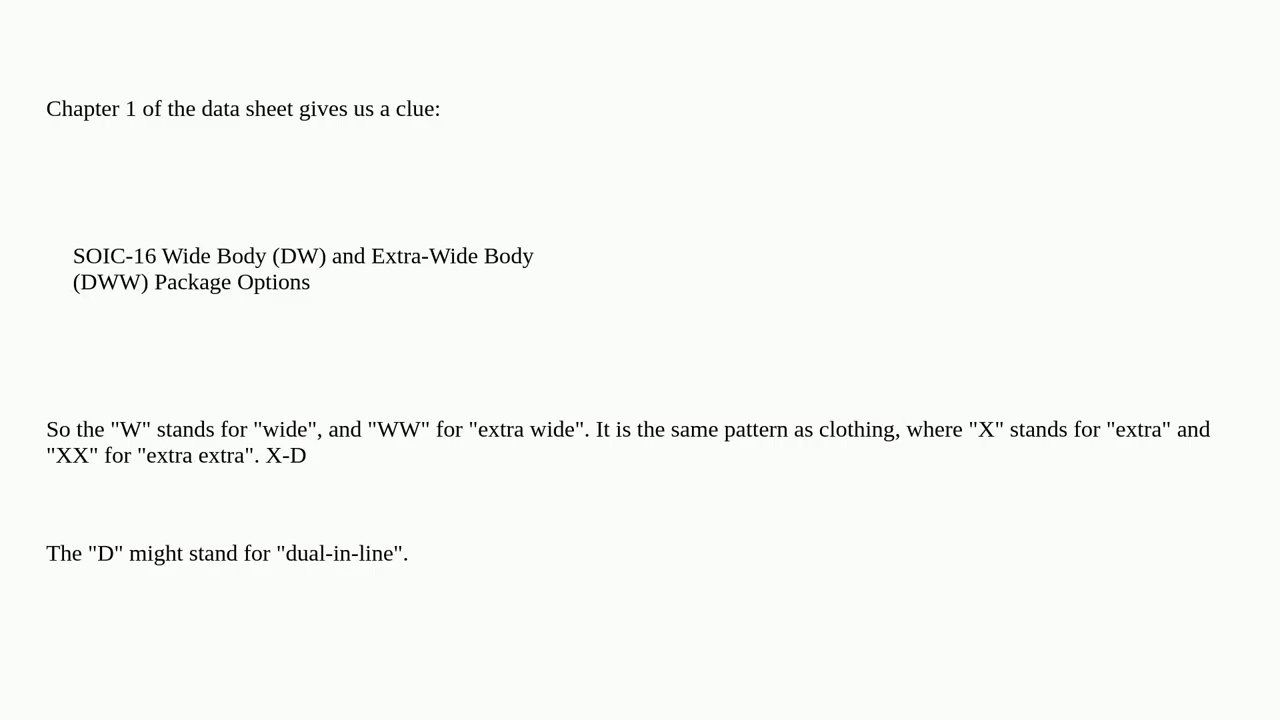 Chapter 1 of the data sheet gives us a clue:
SOIC-16 Wide Body (DW) and Extra-Wide Body
(DWW) Package Options
So the "W" stands for "wide", and "WW" for "extra wide". It is the same pattern as clothing, where "X" stands for "extra" and
"XX" for "extra extra". X-D
The "D" might stand for "dual-in-line".